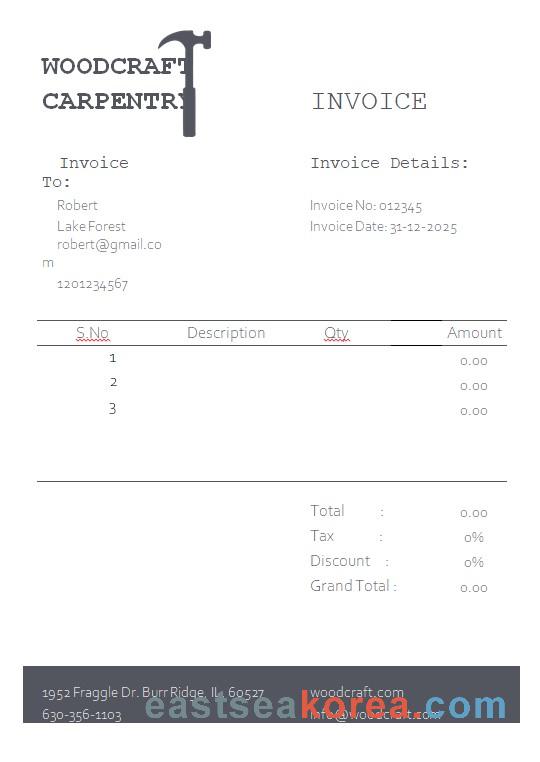 WOODCRAFT
CARPENTRY
INVOICE
Invoice To:
Invoice Details:
Robert
Invoice No: 012345
Lake Forest
Invoice Date: 31-12-2025
robert@gmail.co
m
1201234567
S.No Description Qty Amount
1 0.00
2 0.00
3 0.00
Total : 0.00
Tax : 0%
Discount : 0%
Grand Total : 0.00
1952 Fraggle Dr. Burr Ridge, IL, 60527 woodcraft.com
630-356-1103 info@woodcraft.com
eastseakorea.com